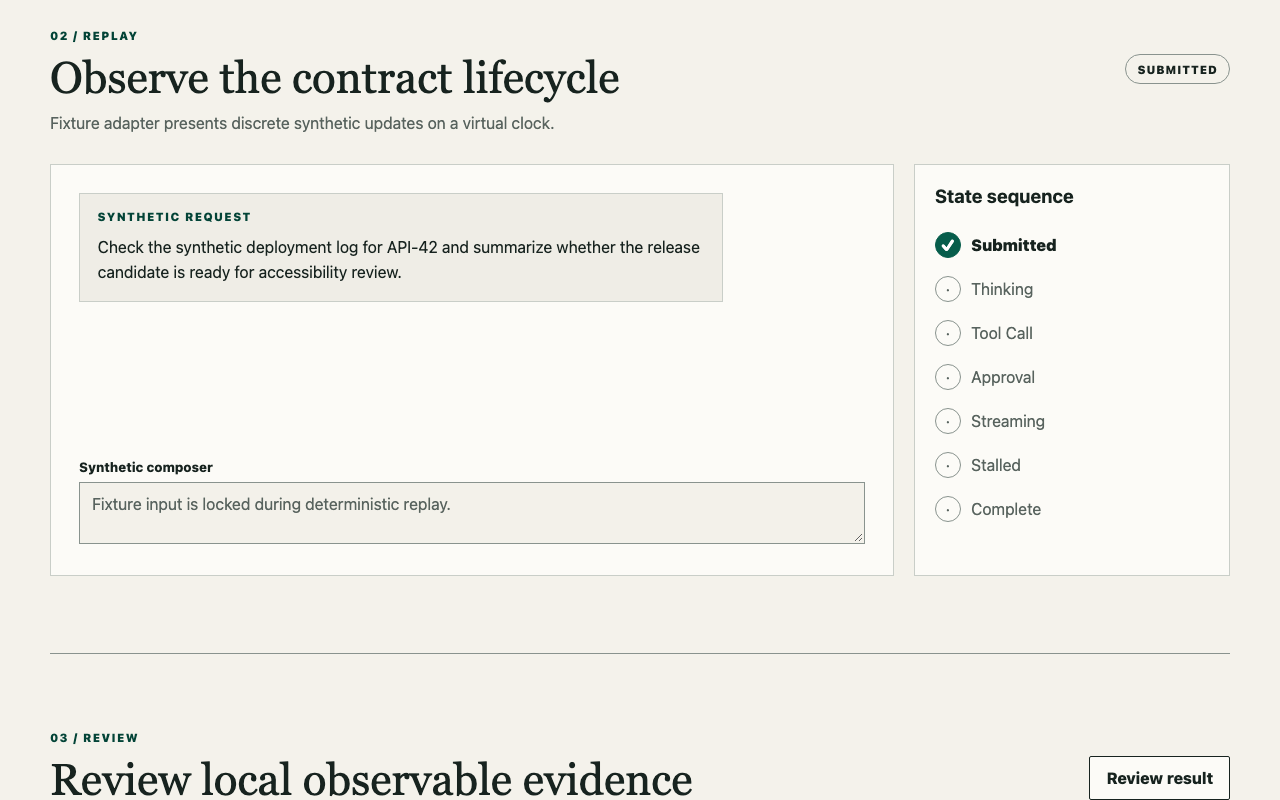 02 / REPLAY
Observe the contract lifecycle
SUBMITTED
Fixture adapter presents discrete synthetic updates on a virtual clock.
SYNTHETIC REQUEST
Check the synthetic deployment log for API-42 and summarize whether the release
candidate is ready for accessibility review.
Synthetic composer
Fixture input is locked during deterministic replay.
State sequence
Submitted
Thinking
Tool Call
Approval
Streaming
Stalled
Complete
03 / REVIEW
Review local observable evidence
Review result